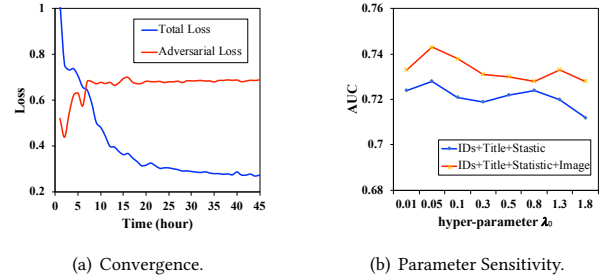 1
0.8
0.6
0.4
0.2
Loss
Total Loss
Adversarial Loss
0 5 10 15 20 25 30 35 40 45
Time (hour)
(a) Convergence.
0.76
0.74
0.72
0.7
0.68
AUC
IDs+Title+Stastic
IDs+Title+Statistic+Image
0.01 0.05 0.1 0.3 0.5 0.8 1.3 1.8
hyper-parameter λ₀
(b) Parameter Sensitivity.